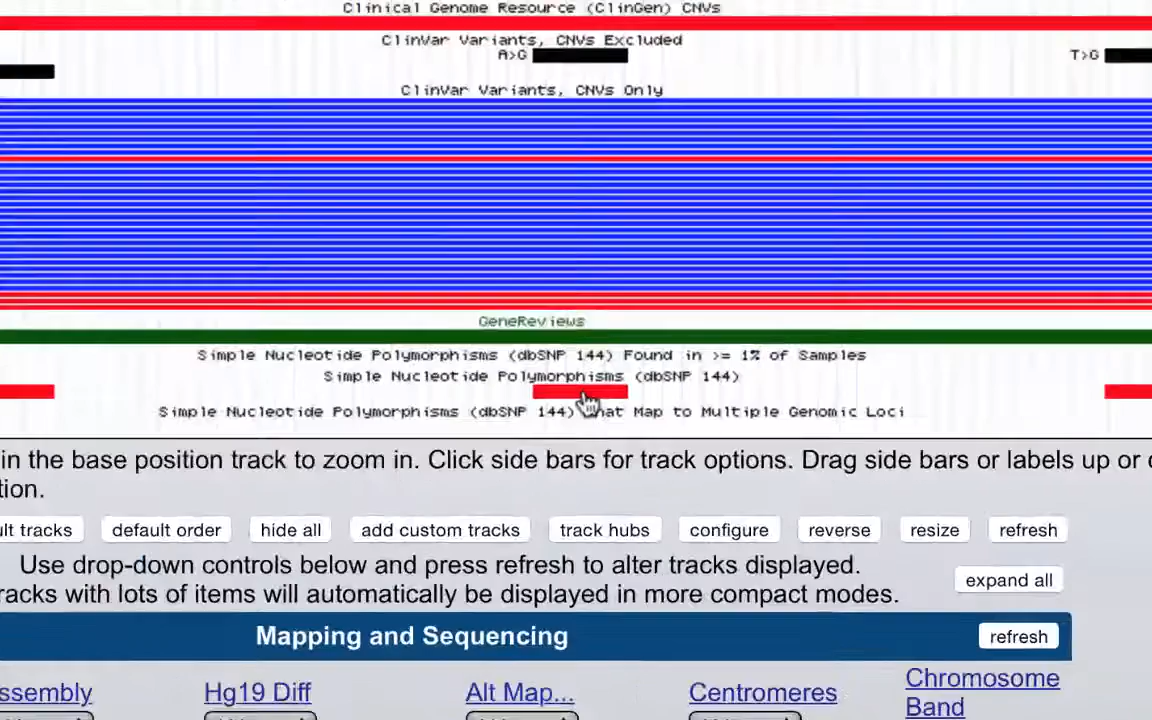 Clinical Genome Resource (ClinGen) CNVs
ClinVar Variants, CNVs Excluded
A>G
T>G
ClinVar Variants, CNVs Only
GeneReviews
Simple Nucleotide Polymorphisms (dbSNP 144) Found in >= 1% of Samples
Simple Nucleotide Polymorphisms (dbSNP 144)
Simple Nucleotide Polymorphisms (dbSNP 144) hat Map to Multiple Genomic Loci
in the base position track to zoom in. Click side bars for track options. Drag side bars or labels up or
tion.
ult tracks default order hide all add custom tracks track hubs configure reverse resize refresh
Use drop-down controls below and press refresh to alter tracks displayed.
racks with lots of items will automatically be displayed in more compact modes.
expand all
Mapping and Sequencing
refresh
ssembly Hg19 Diff Alt Map... Centromeres Chromosome
Band